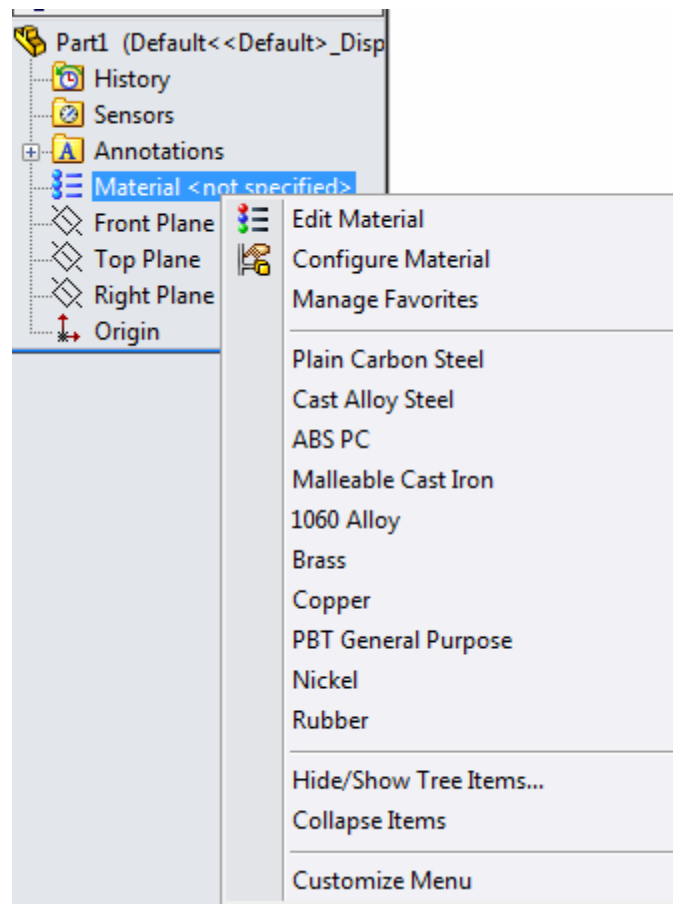 Part1 (Default<<Default>_Disp
History
Sensors
A Annotations
Material <not specified>
Front Plane
Top Plane
Right Plane
Origin
Edit Material
Configure Material
Manage Favorites
Plain Carbon Steel
Cast Alloy Steel
ABS PC
Malleable Cast Iron
1060 Alloy
Brass
Copper
PBT General Purpose
Nickel
Rubber
Hide/Show Tree Items...
Collapse Items
Customize Menu